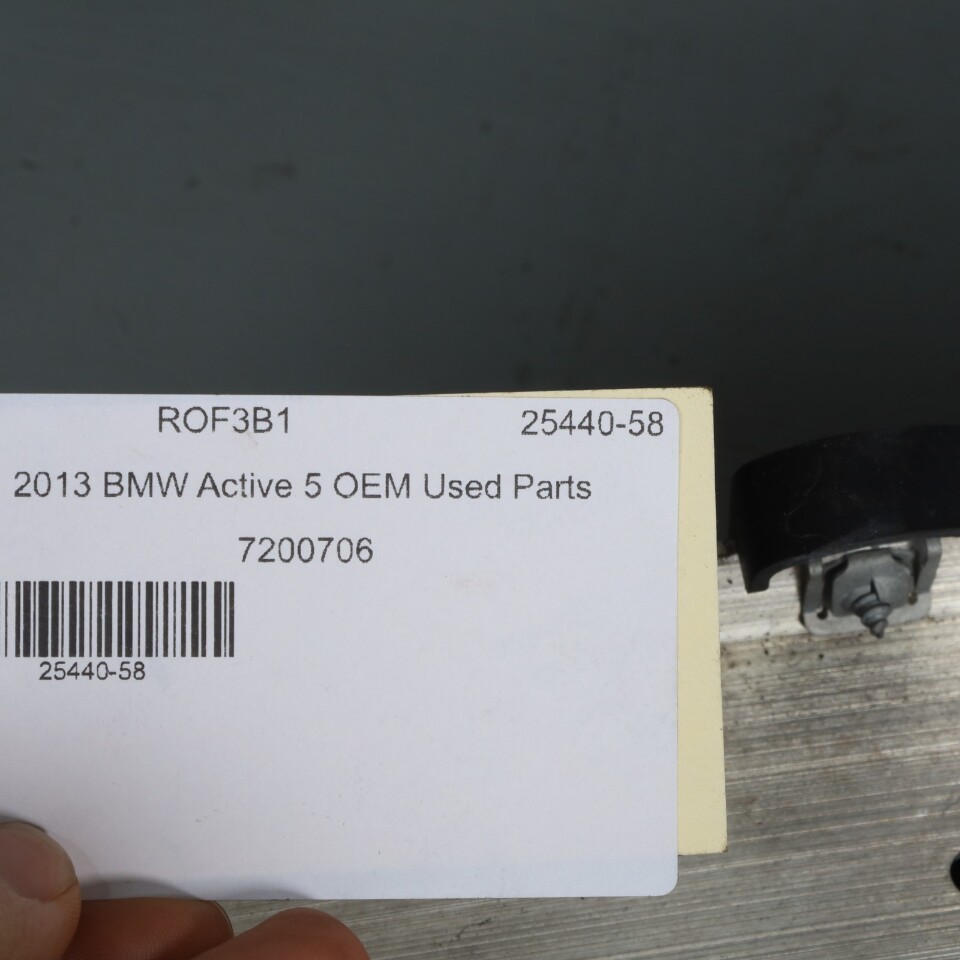 ROF3B1 25440-58
2013 BMW Active 5 OEM Used Parts
7200706
25440-58